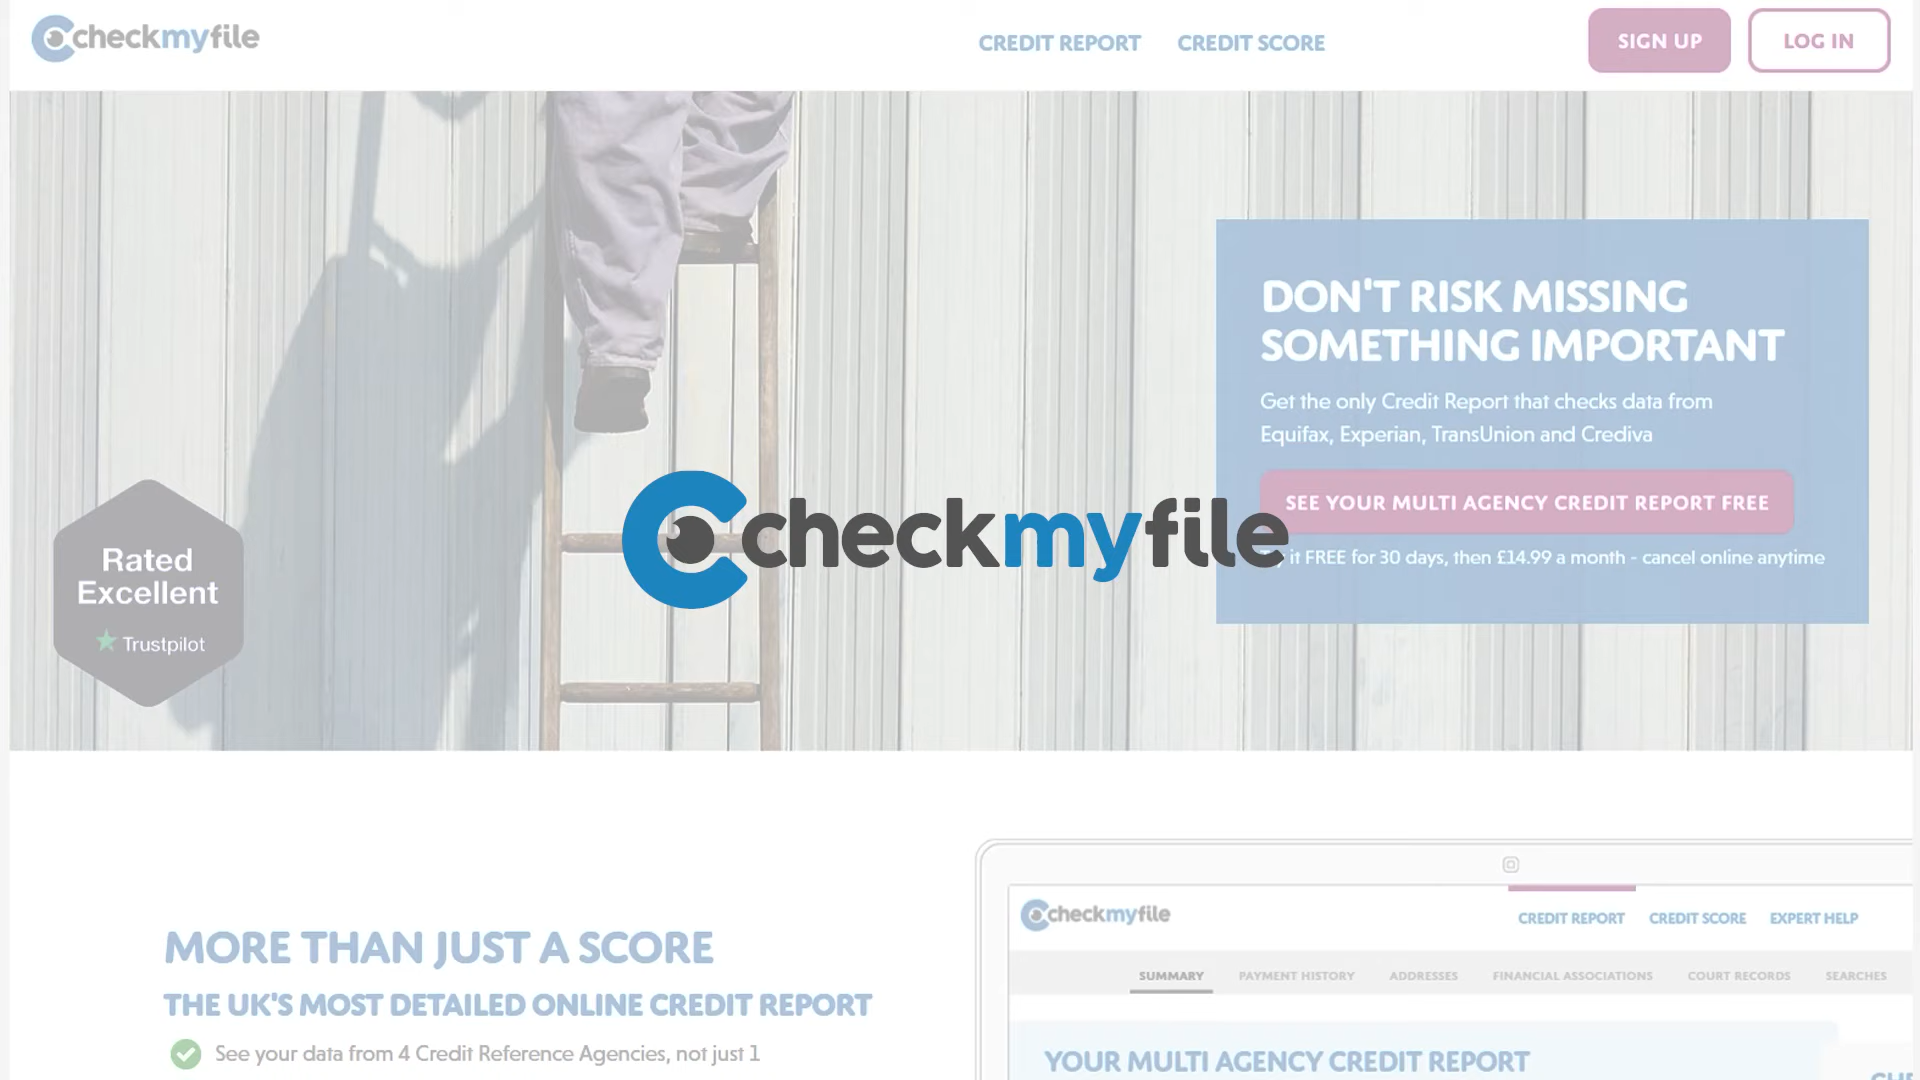 checkmyfile
CREDIT REPORT
CREDIT SCORE
SIGN UP
LOG IN
DON'T RISK MISSING
SOMETHING IMPORTANT
Get the only Credit Report that checks data from
Equifax, Experian, TransUnion and Crediva
SEE YOUR MULTI AGENCY CREDIT REPORT FREE
Try it FREE for 30 days, then £14.99 a month - cancel online anytime
checkmyfile
Rated
Excellent
Trustpilot
MORE THAN JUST A SCORE
THE UK'S MOST DETAILED ONLINE CREDIT REPORT
See your data from 4 Credit Reference Agencies, not just 1
checkmyfile
CREDIT REPORT
CREDIT SCORE
EXPERT HELP
SUMMARY
PAYMENT HISTORY
ADDRESSES
FINANCIAL ASSOCIATIONS
COURT RECORDS
SEARCHES
YOUR MULTI AGENCY CREDIT REPORT